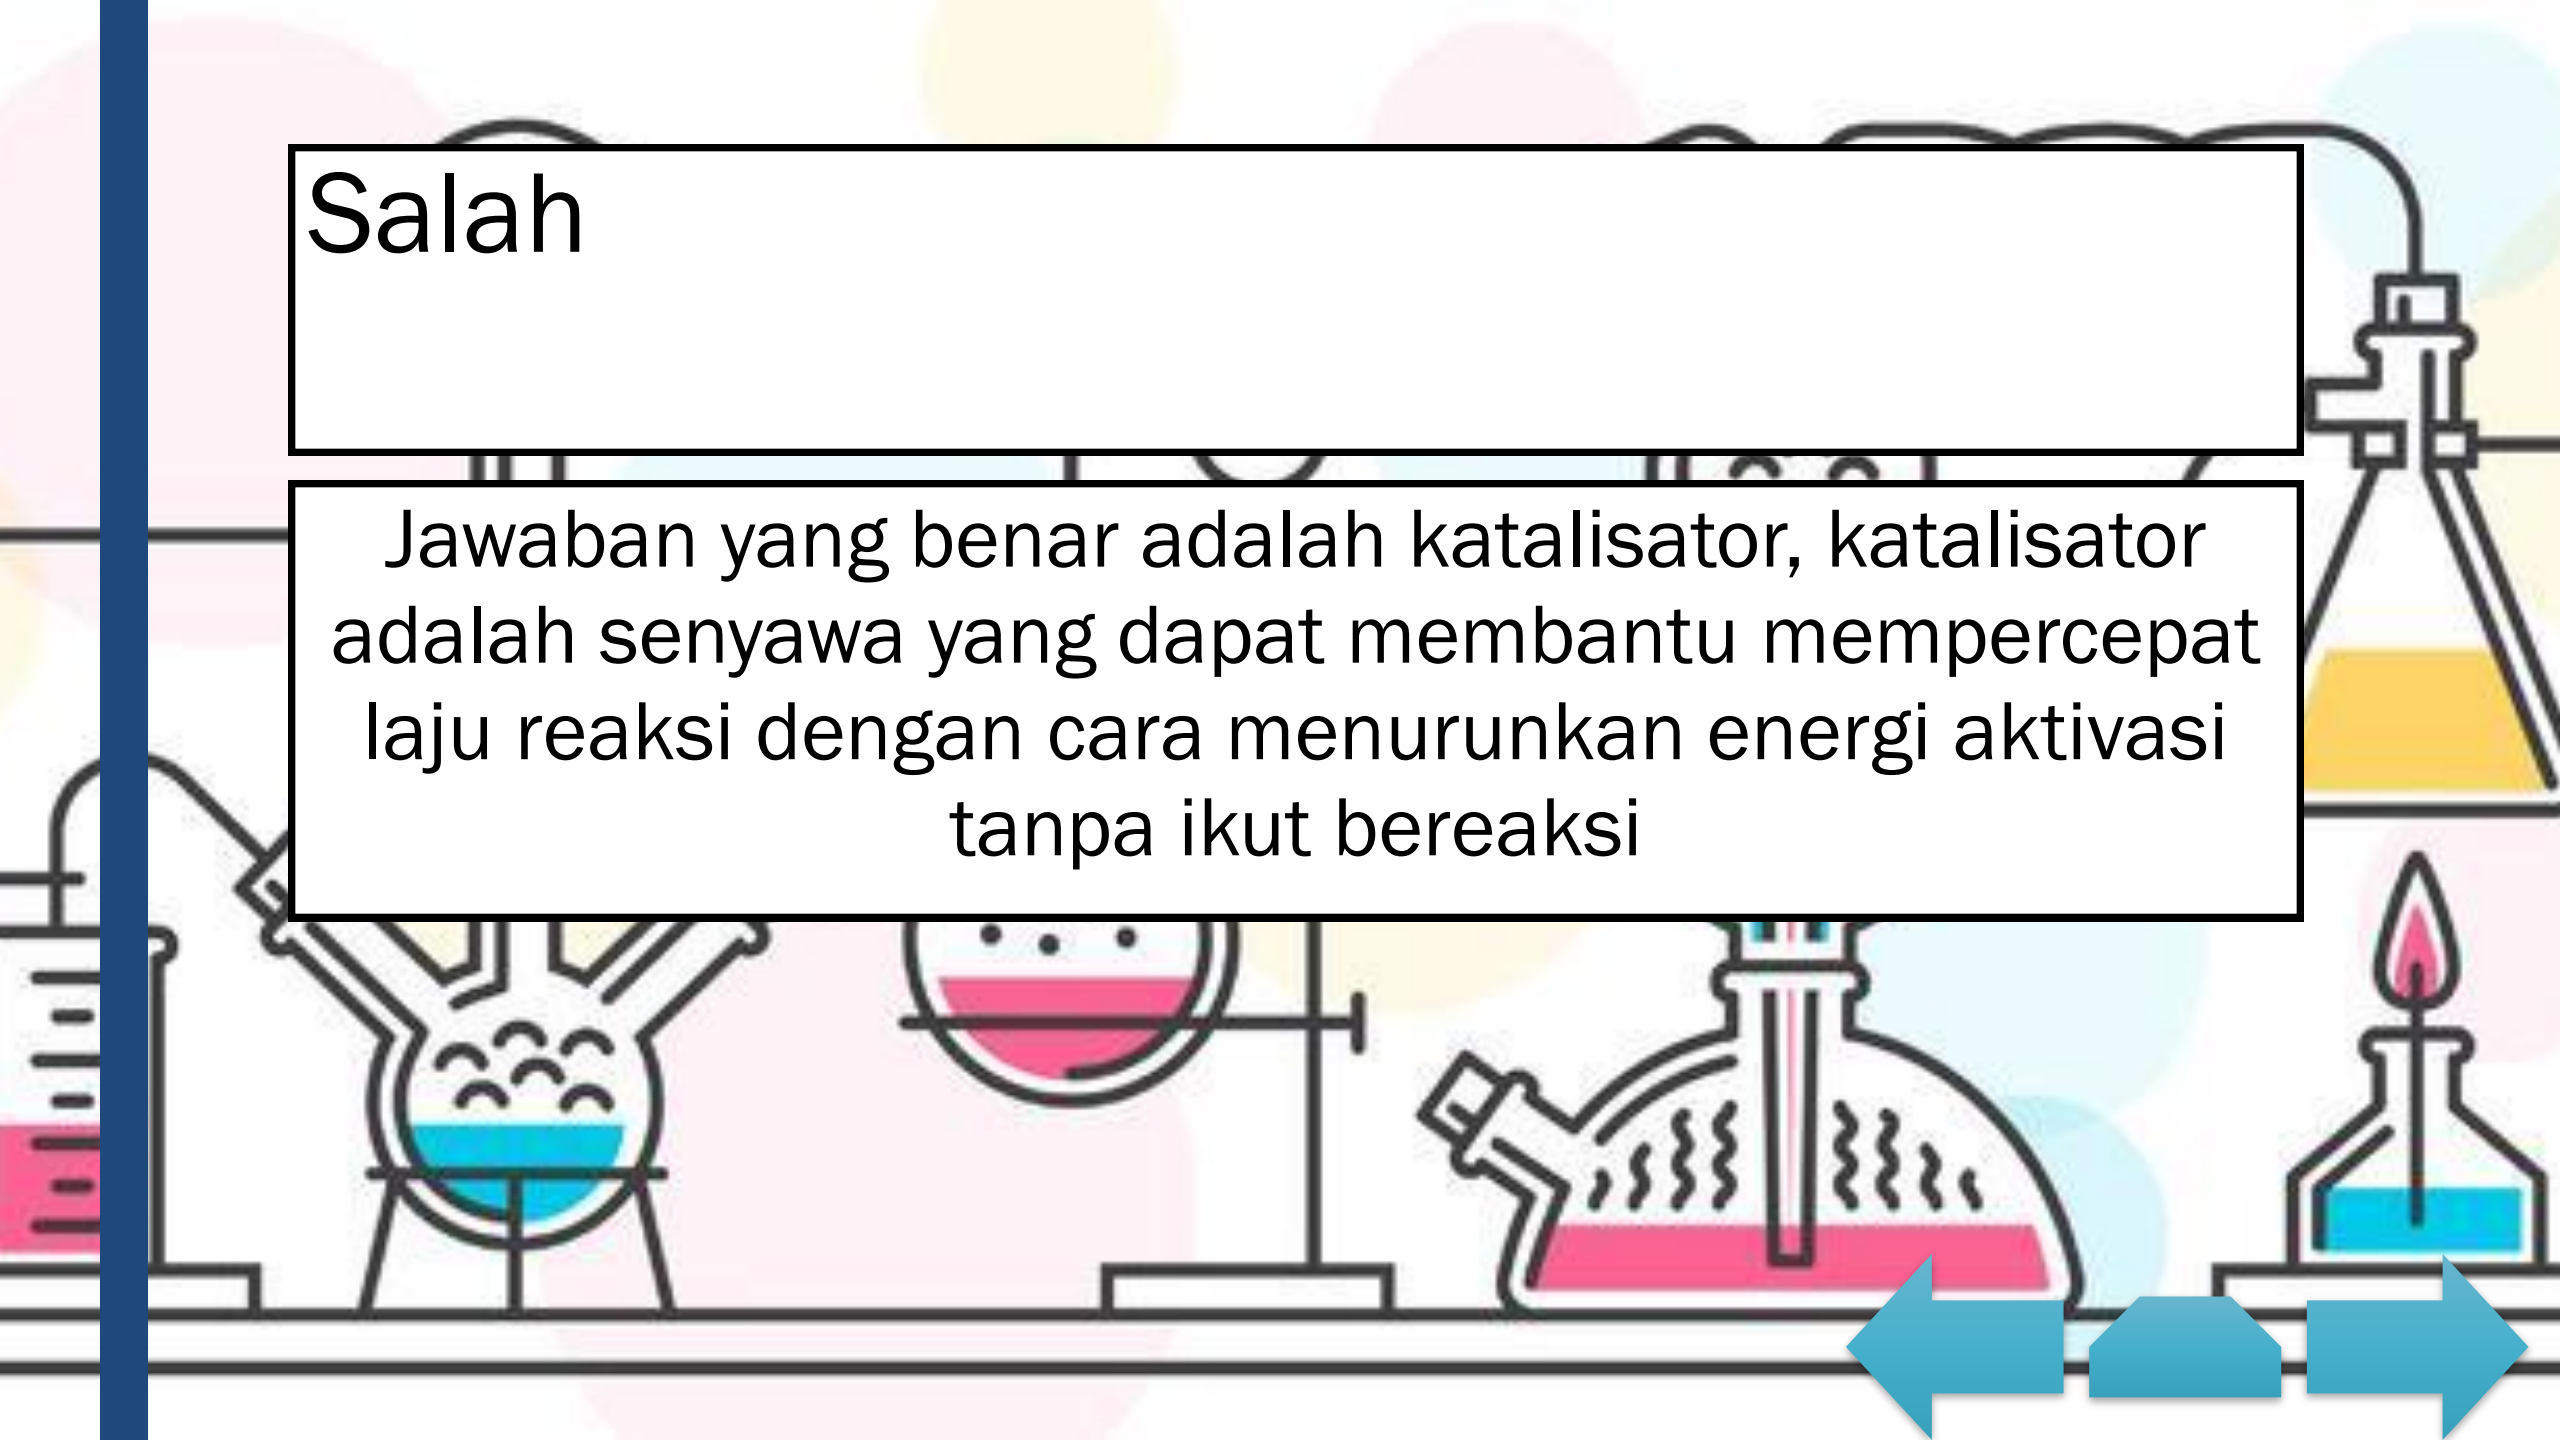 Salah
Jawaban yang benar adalah katalisator, katalisator
adalah senyawa yang dapat membantu mempercepat
laju reaksi dengan cara menurunkan energi aktivasi
tanpa ikut bereaksi